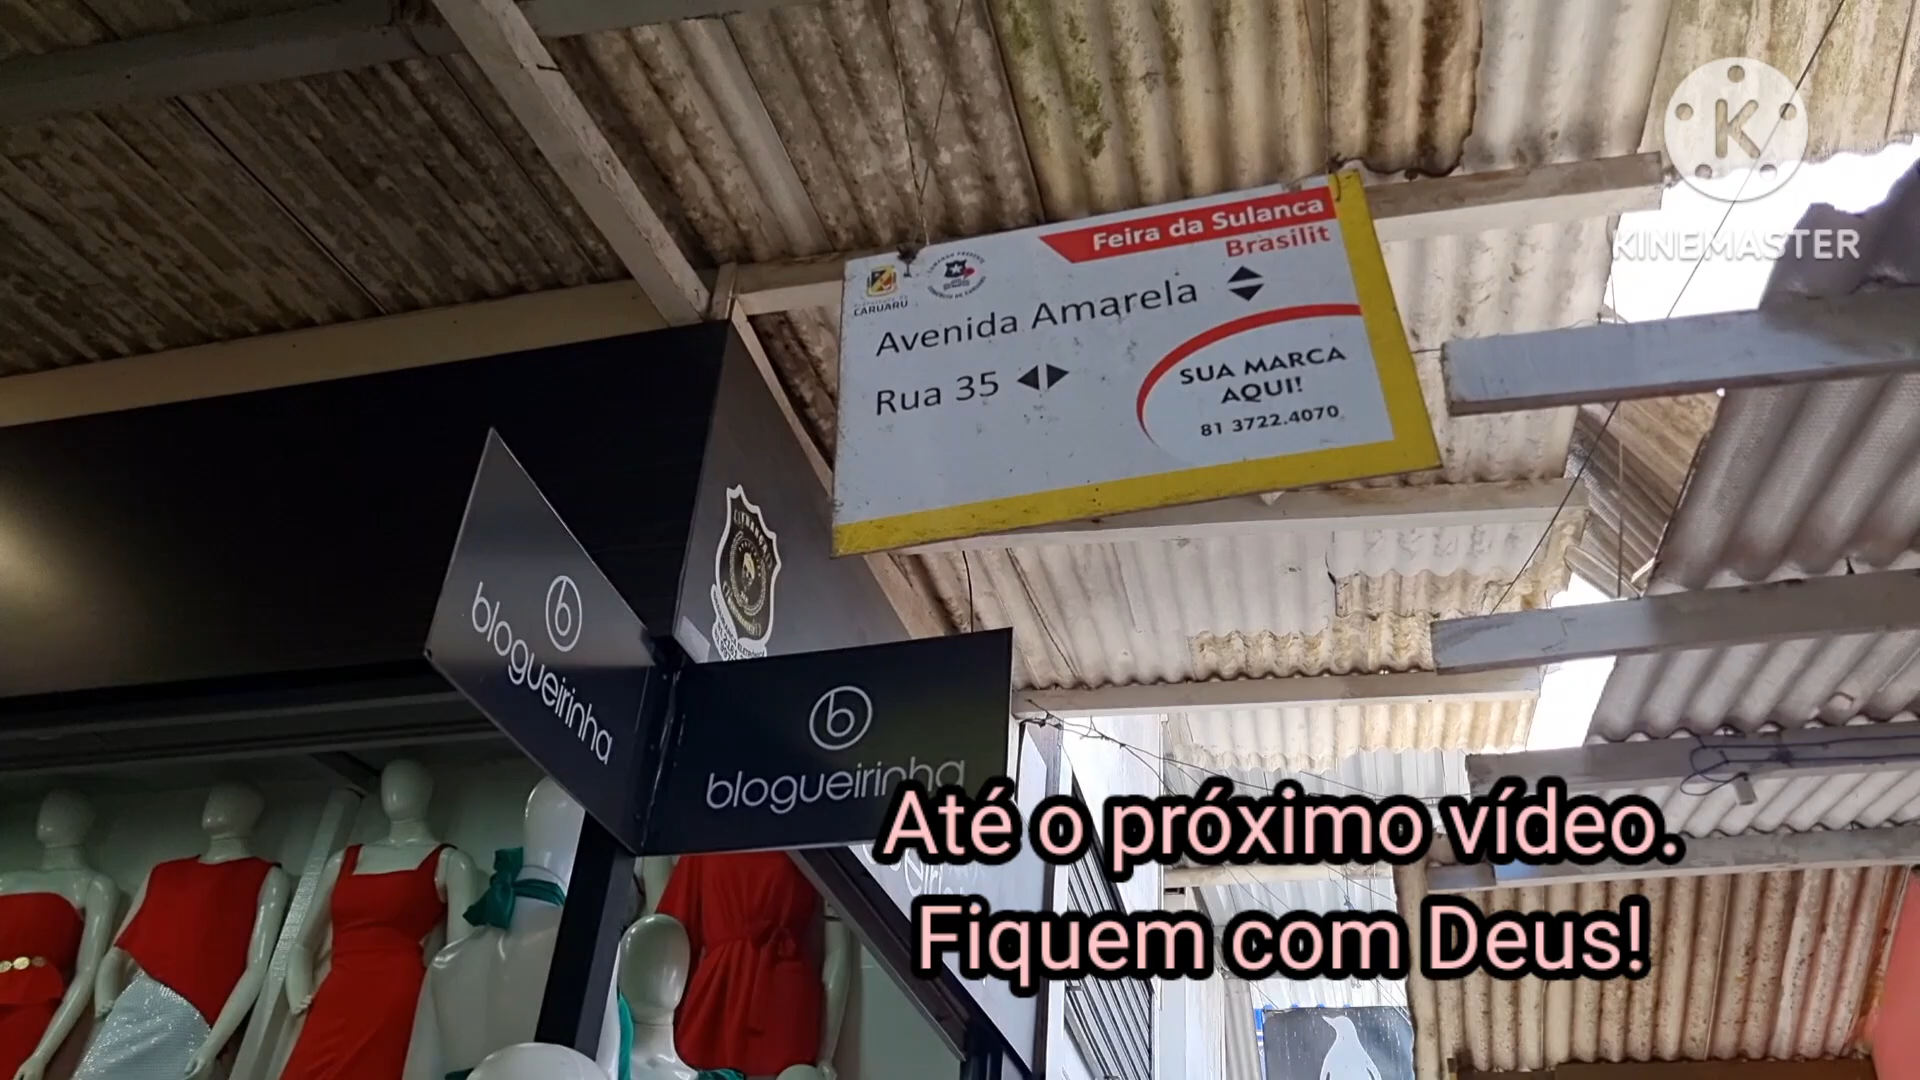 K
KINEMASTER
Feira da Sulanca
Brasilit
CARUARU
Avenida Amarela
Rua 35
SUA MARCA
AQUI!
81 3722.4070
b
blogueirinha
b
blogueirinha
Até o próximo vídeo.
Fiquem com Deus!